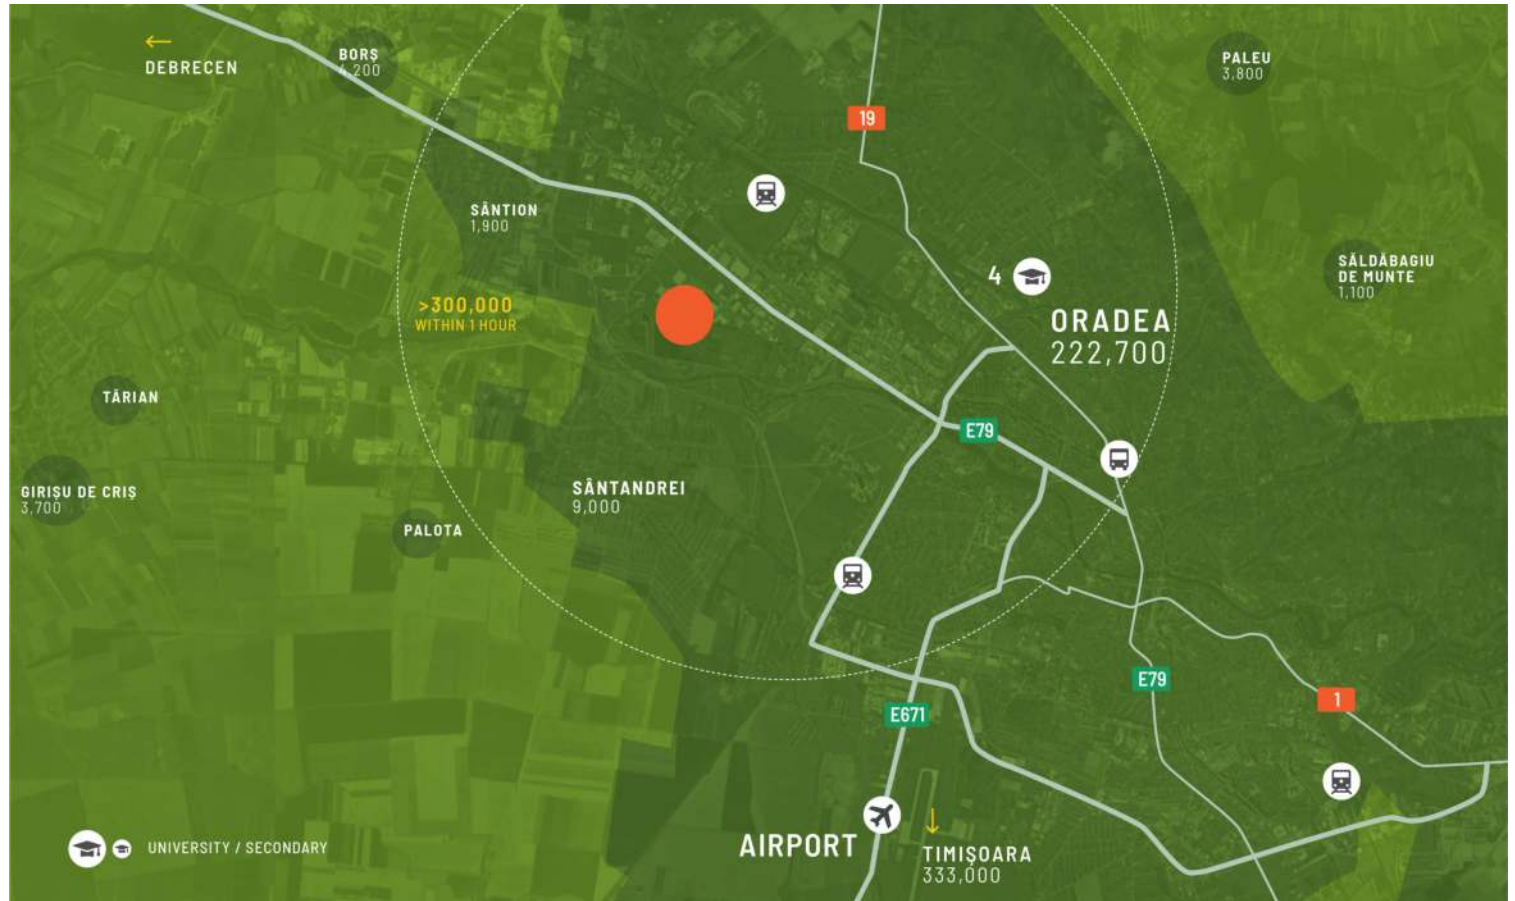 DEBRECEN
BORȘ
4,200
PALEU
3,800
19
SÂNTION
1,900
SĂLDĂBAGIU
DE MUNTE
1,100
4
>300,000
WITHIN 1 HOUR
ORADEA
222,700
TĂRIAN
E79
GIRIȘU DE CRIȘ
3,700
SÂNTANDREI
9,000
PALOTA
E79
1
E671
AIRPORT
TIMIȘOARA
333,000
UNIVERSITY / SECONDARY